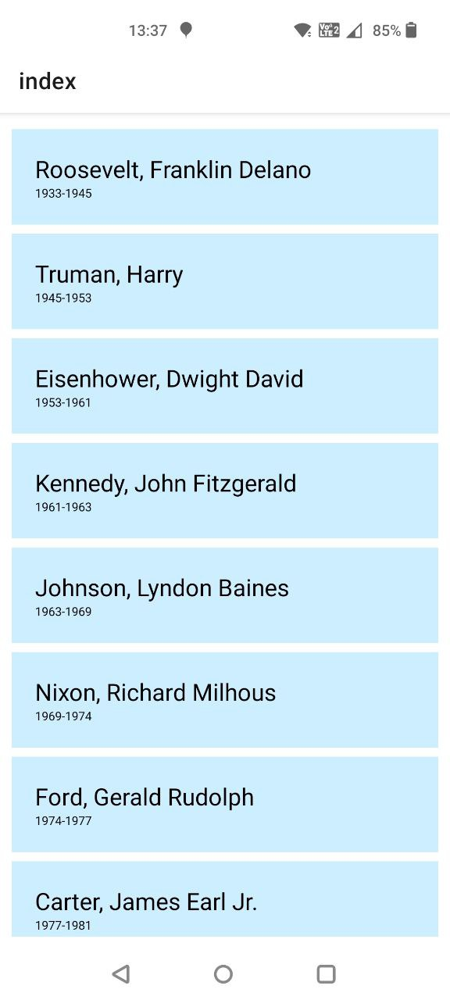 13:37 Vo)) LTE 2 85%
index
Roosevelt, Franklin Delano
1933-1945
Truman, Harry
1945-1953
Eisenhower, Dwight David
1953-1961
Kennedy, John Fitzgerald
1961-1963
Johnson, Lyndon Baines
1963-1969
Nixon, Richard Milhous
1969-1974
Ford, Gerald Rudolph
1974-1977
Carter, James Earl Jr.
1977-1981